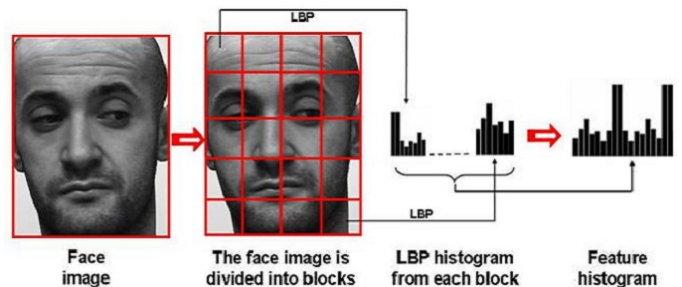 LBP
LBP
Face
image
The face image is
divided into blocks
LBP histogram
from each block
Feature
histogram